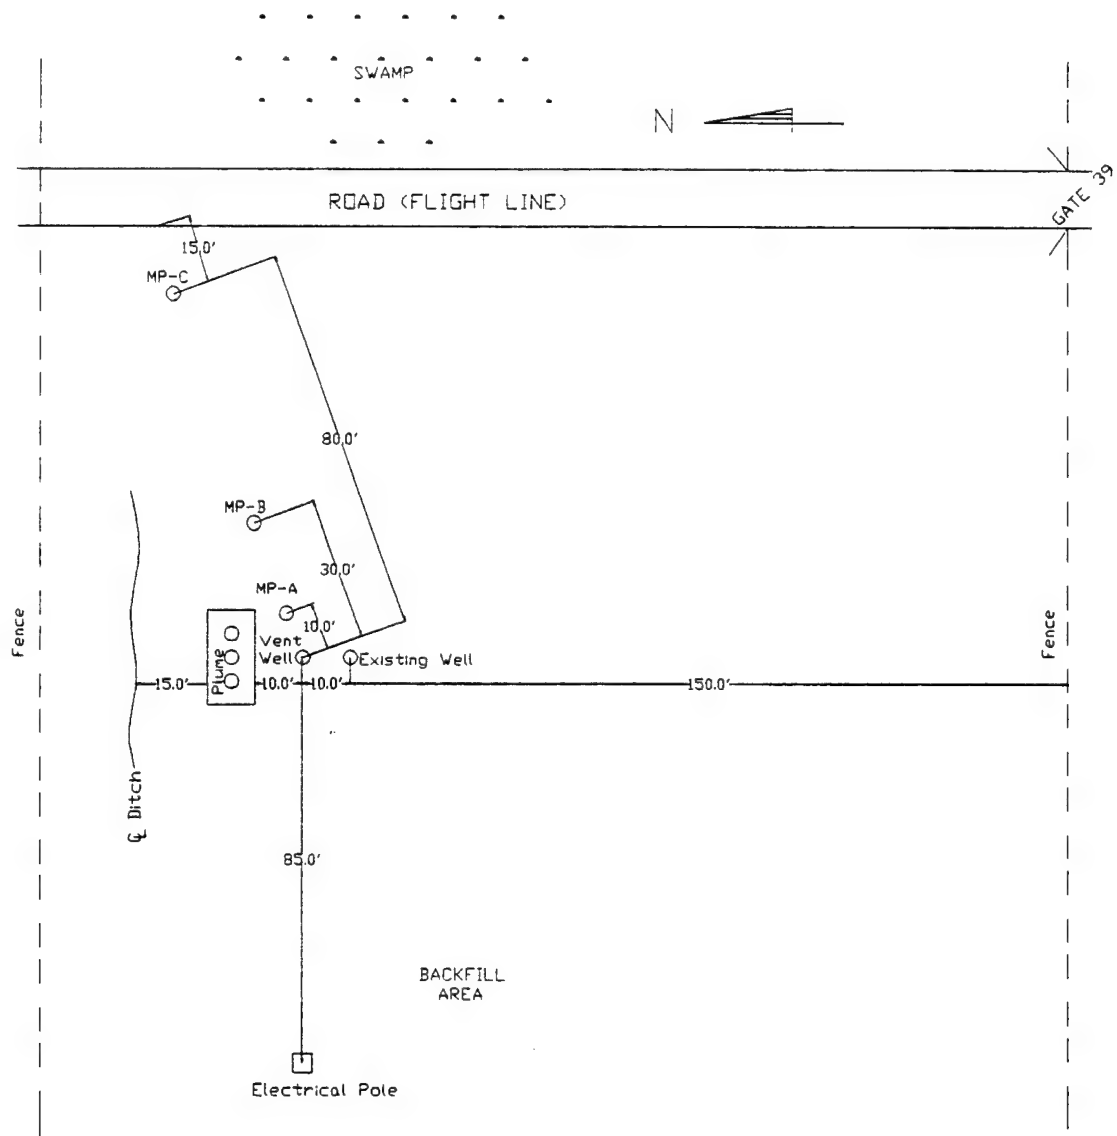 SWAMP
N
ROAD (FLIGHT LINE)
GATE 39
15.0'
MP-C
80.0'
MP-B
30.0'
MP-A
10.0'
Fence
Fence
Plume
Vent
Well
Existing Well
15.0'
10.0'
10.0'
150.0'
℄ Ditch
85.0'
BACKFILL
AREA
Electrical Pole